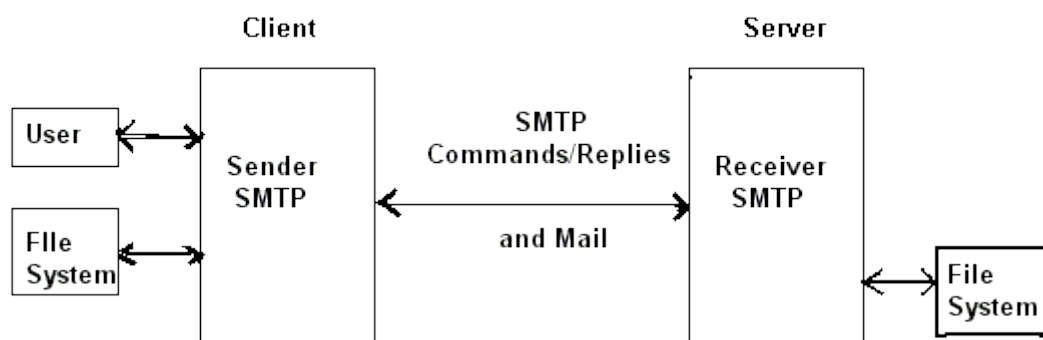 Client
Server
User
SMTP
Commands/Replies
Sender
SMTP
Receiver
SMTP
and Mail
FIle
System
File
System